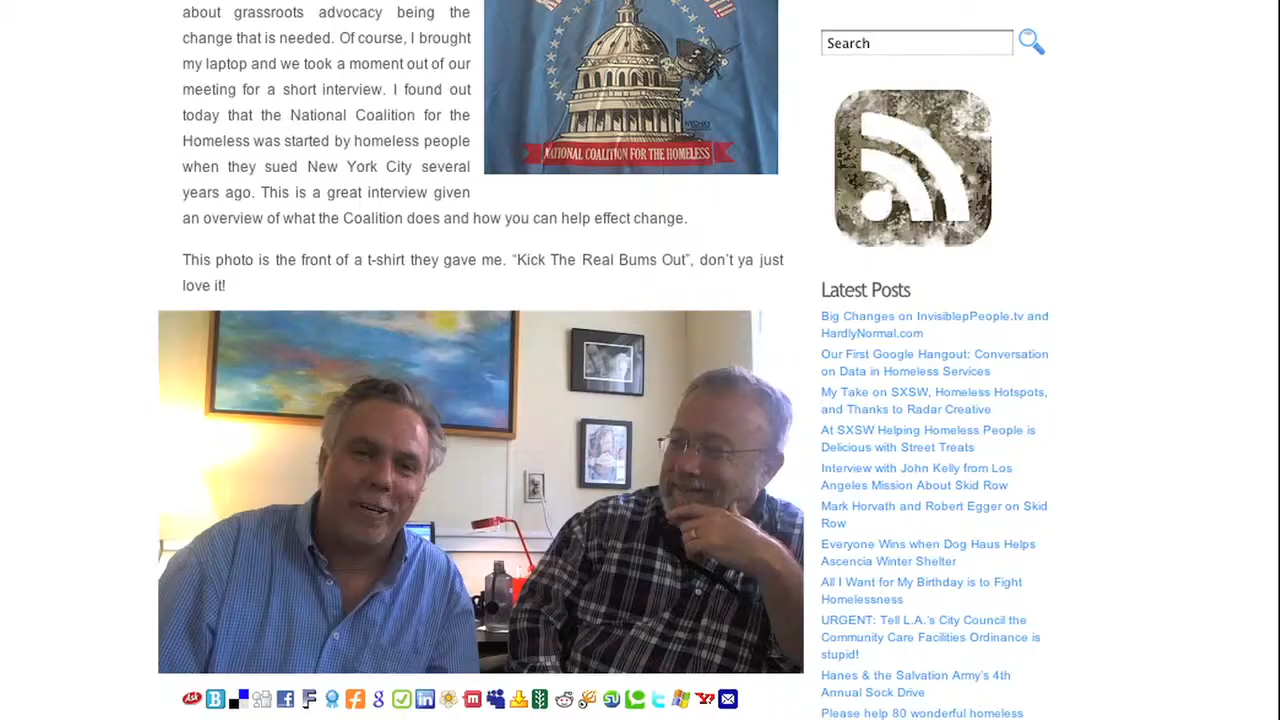 about grassroots advocacy being the
change that is needed. Of course, I brought
my laptop and we took a moment out of our
meeting for a short interview. I found out
today that the National Coalition for the
Homeless was started by homeless people
when they sued New York City several
years ago. This is a great interview given
an overview of what the Coalition does and how you can help effect change.
NATIONAL COALITION FOR THE HOMELESS
This photo is the front of a t-shirt they gave me. “Kick The Real Bums Out”, don’t ya just
love it!
Search
Latest Posts
Big Changes on InvisiblepPeople.tv and
HardlyNormal.com
Our First Google Hangout: Conversation
on Data in Homeless Services
My Take on SXSW, Homeless Hotspots,
and Thanks to Radar Creative
At SXSW Helping Homeless People is
Delicious with Street Treats
Interview with John Kelly from Los
Angeles Mission About Skid Row
Mark Horvath and Robert Egger on Skid
Row
Everyone Wins when Dog Haus Helps
Ascencia Winter Shelter
All I Want for My Birthday is to Fight
Homelessness
URGENT: Tell L.A.’s City Council the
Community Care Facilities Ordinance is
stupid!
Hanes & the Salvation Army’s 4th
Annual Sock Drive
Please help 80 wonderful homeless